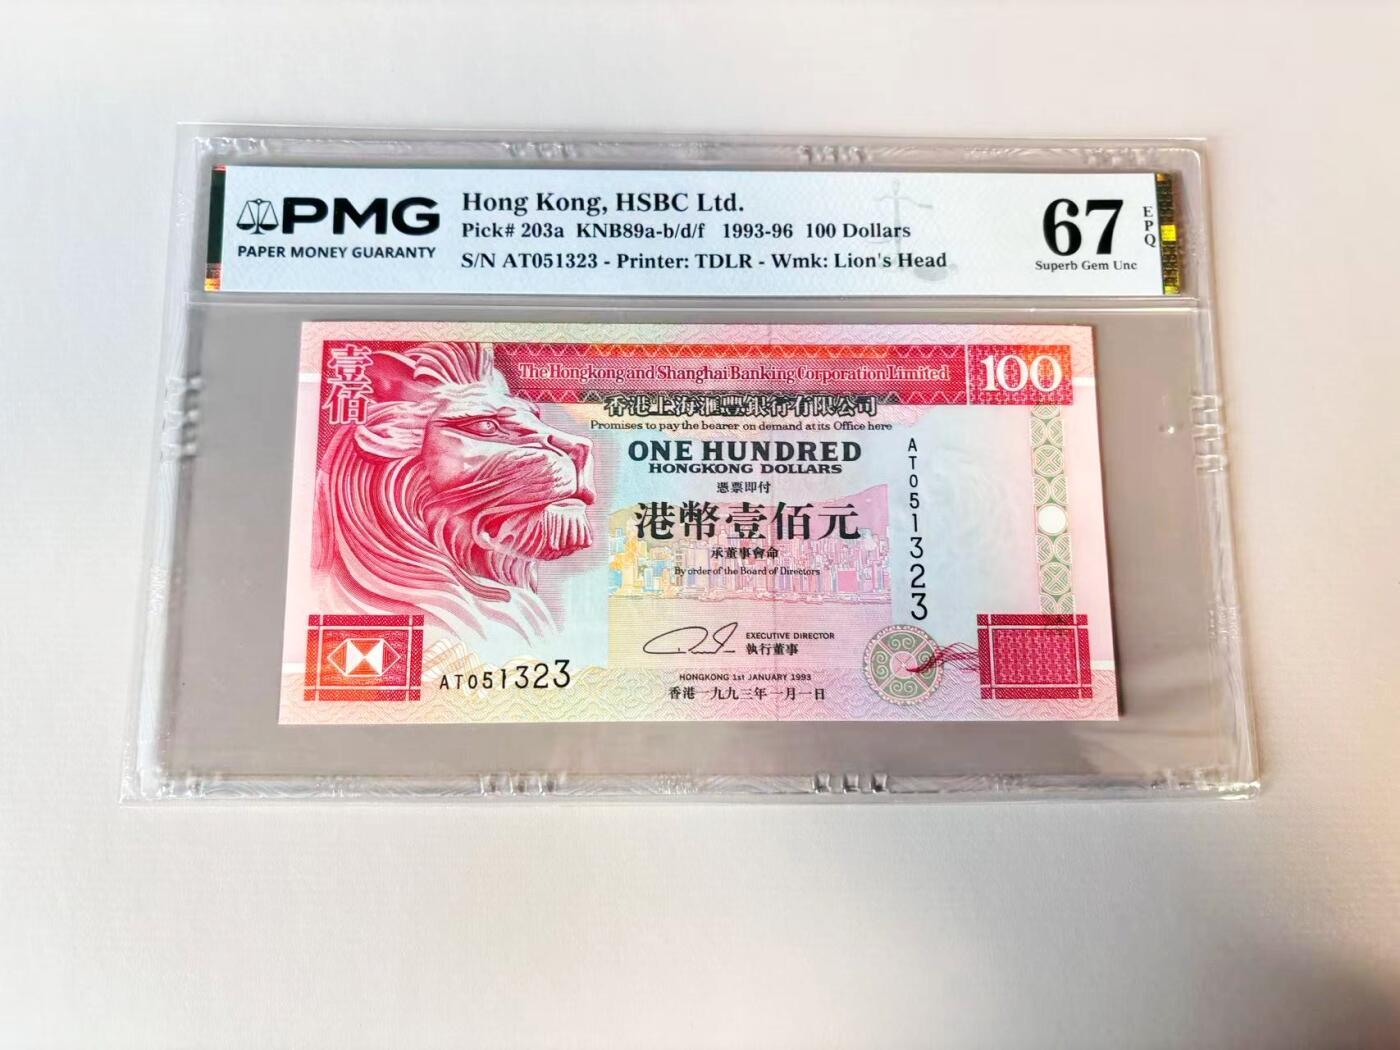 PMG
PAPER MONEY GUARANTY
Hong Kong, HSBC Ltd.
Pick# 203a KNB89a-b/d/f 1993-96 100 Dollars
S/N AT051323 - Printer: TDLR - Wmk: Lion's Head
67
EPQ
Superb Gem Unc
壹佰
The Hongkong and Shanghai Banking Corporation Limited
100
香港上海滙豐銀行有限公司
Promises to pay the bearer on demand at its Office here
ONE HUNDRED
HONGKONG DOLLARS
憑票即付
港幣壹佰元
承董事會命
By order of the Board of Directors
AT051323
EXECUTIVE DIRECTOR
執行董事
AT051323
HONGKONG 1st JANUARY 1993
香港一九九三年一月一日